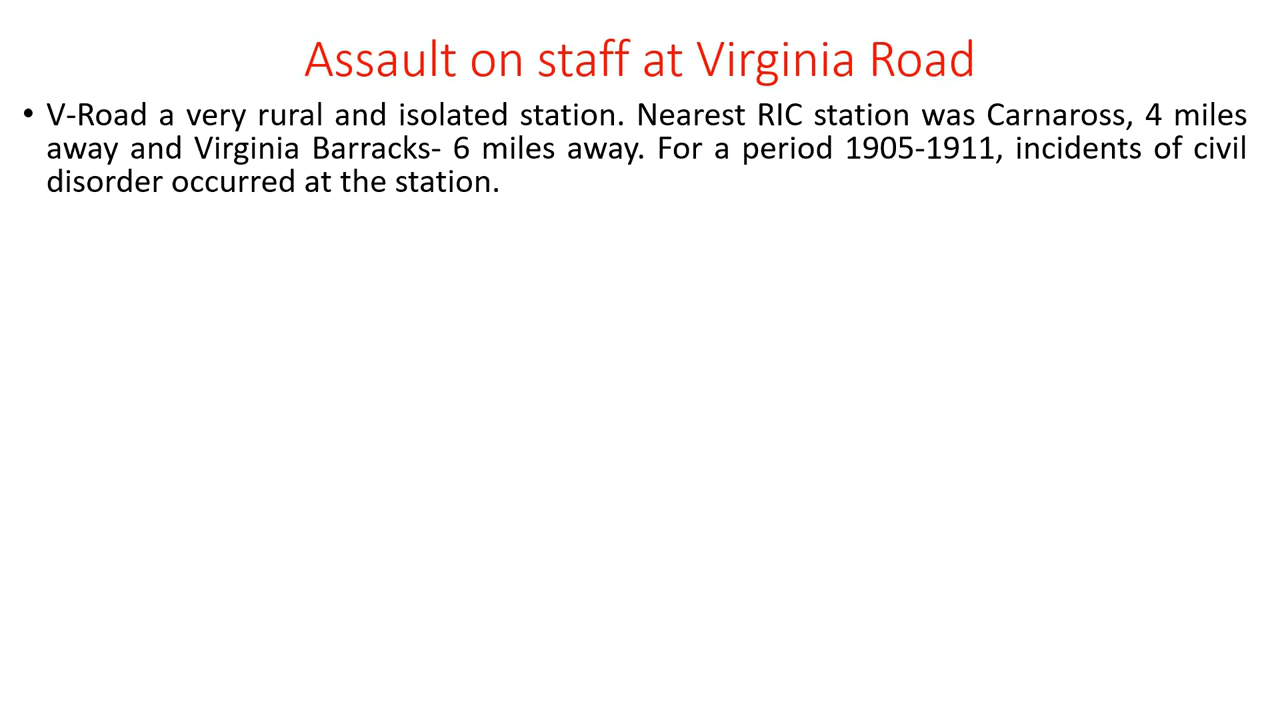 Assault on staff at Virginia Road
• V-Road a very rural and isolated station. Nearest RIC station was Carnaross, 4 miles
away and Virginia Barracks- 6 miles away. For a period 1905-1911, incidents of civil
disorder occurred at the station.